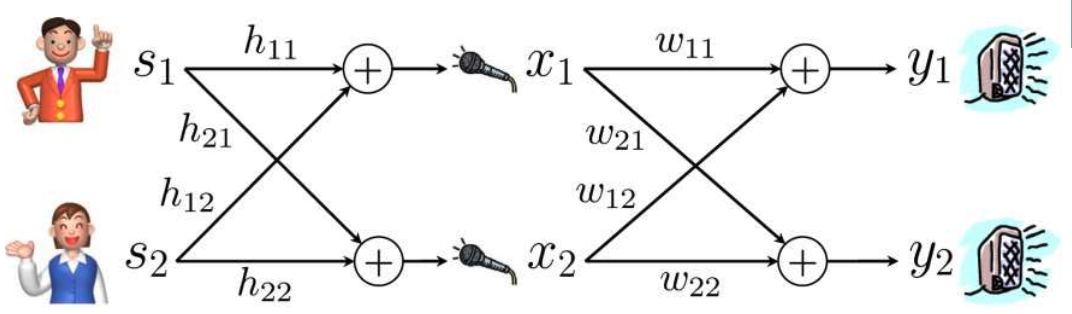 h₁₁ w₁₁
s₁ + x₁ + y₁
h₂₁ w₂₁
h₁₂ w₁₂
s₂ + x₂ + y₂
h₂₂ w₂₂